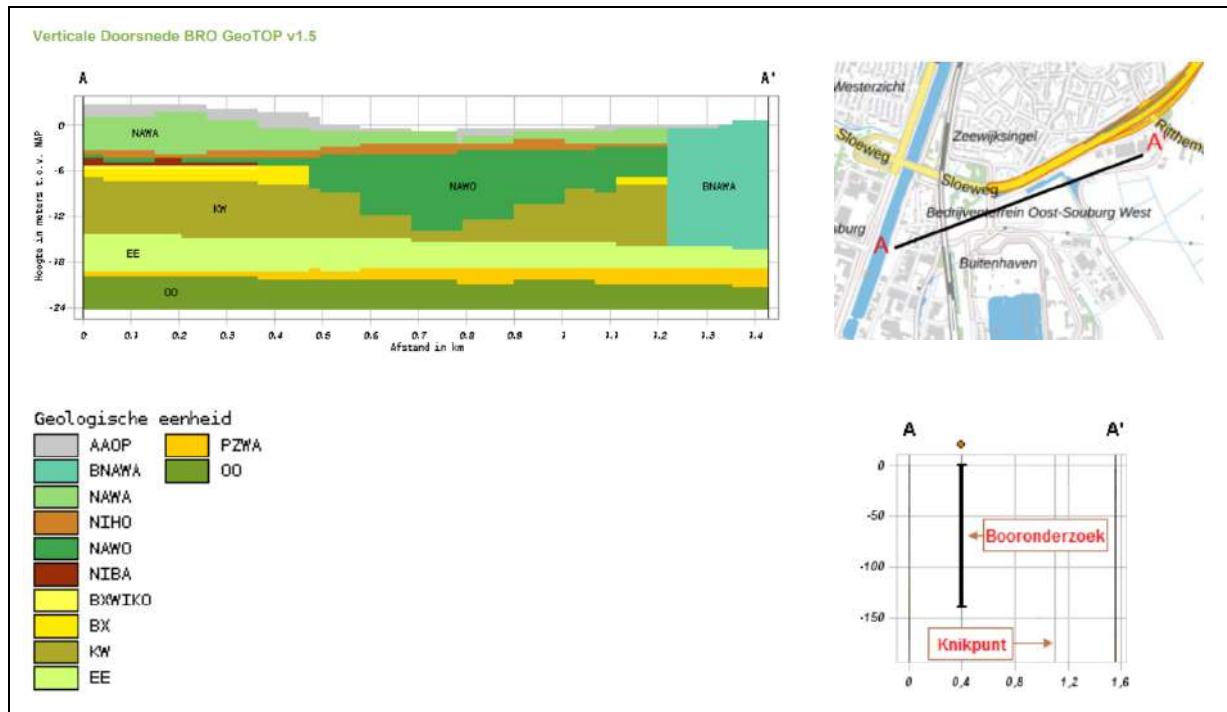 Verticale Doorsnede BRO GeoTOP v1.5
A
A'
Hoogte in meters t.o.v. NAP
0
-6
-12
-18
-24
NAWA
KW
NAWO
BNAWA
EE
OO
0 0.1 0.2 0.3 0.4 0.5 0.6 0.7 0.8 0.9 1 1.1 1.2 1.3 1.4
Afstand in km
Westerzicht
Zeewijksingel
Sloeweg
Sloeweg
Ritthem
A'
Bedrijventerrein Oost-Souburg West
A
burg
Buitenhaven
Geologische eenheid
AAOP
BNAWA
NAWA
NIHO
NAWO
NIBA
BXWIKO
BX
KW
EE
PZWA
OO
A
A'
0
-50
-100
-150
Booronderzoek
Knikpunt
0 0,4 0,8 1,2 1,6